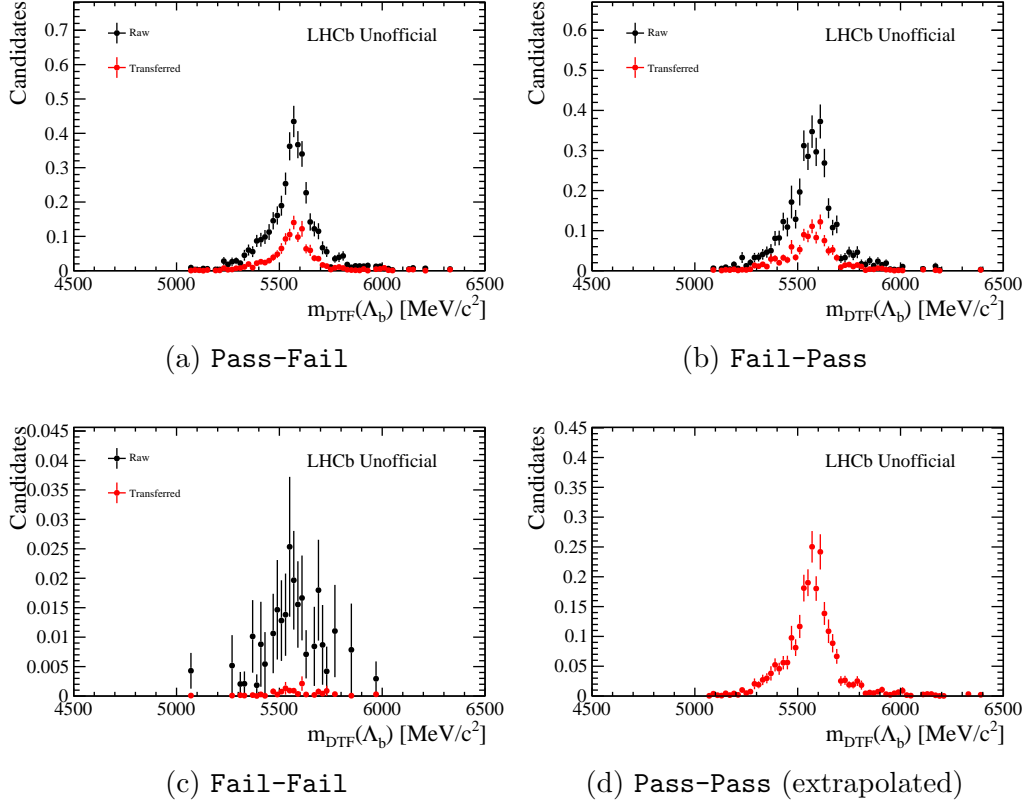 Candidates
0.7
0.6
0.5
0.4
0.3
0.2
0.1
0
Raw
Transferred
LHCb Unofficial
4500 5000 5500 6000 6500
m_DTF(Λ_b) [MeV/c²]
(a) Pass-Fail
Candidates
0.6
0.5
0.4
0.3
0.2
0.1
0
Raw
Transferred
LHCb Unofficial
4500 5000 5500 6000 6500
m_DTF(Λ_b) [MeV/c²]
(b) Fail-Pass
Candidates
0.045
0.04
0.035
0.03
0.025
0.02
0.015
0.01
0.005
0
Raw
Transferred
LHCb Unofficial
4500 5000 5500 6000 6500
m_DTF(Λ_b) [MeV/c²]
(c) Fail-Fail
Candidates
0.45
0.4
0.35
0.3
0.25
0.2
0.15
0.1
0.05
0
LHCb Unofficial
4500 5000 5500 6000 6500
m_DTF(Λ_b) [MeV/c²]
(d) Pass-Pass (extrapolated)